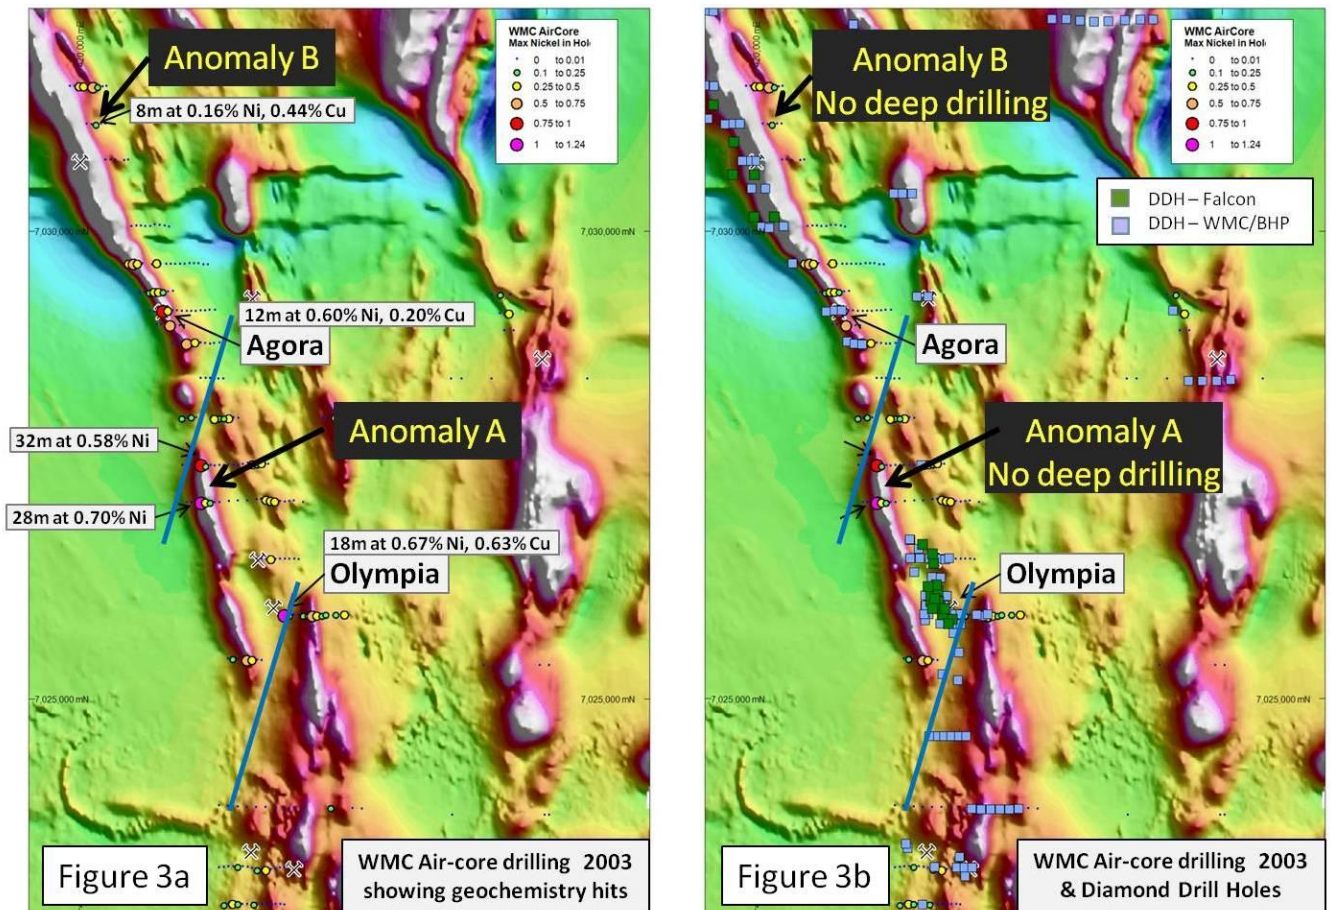 Anomaly B
8m at 0.16% Ni, 0.44% Cu
WMC AirCore
Max Nickel in Hol
0 to 0.01
0.1 to 0.25
0.25 to 0.5
0.5 to 0.75
0.75 to 1
1 to 1.24
7,030,000 mN
7,030,000 mN
12m at 0.60% Ni, 0.20% Cu
Agora
Anomaly A
32m at 0.58% Ni
28m at 0.70% Ni
18m at 0.67% Ni, 0.63% Cu
Olympia
7,025,000 mN
7,025,000 mN
Figure 3a
WMC Air-core drilling 2003
showing geochemistry hits
Anomaly B
No deep drilling
WMC AirCore
Max Nickel in Hol
0 to 0.01
0.1 to 0.25
0.25 to 0.5
0.5 to 0.75
0.75 to 1
1 to 1.24
DDH – Falcon
DDH – WMC/BHP
7,030,000 mN
7,030,000 mN
Agora
Anomaly A
No deep drilling
Olympia
7,025,000 mN
7,025,000 mN
Figure 3b
WMC Air-core drilling 2003
& Diamond Drill Holes